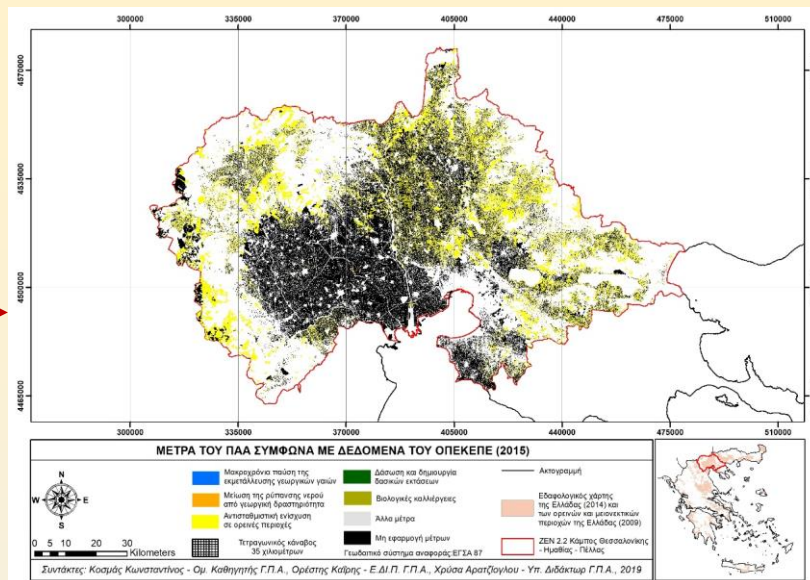 300000 335000 370000 405000 440000 475000 510000
4570000
4535000
4500000
4465000
300000 335000 370000 405000 440000 475000 510000
ΜΕΤΡΑ ΤΟΥ ΠΑΑ ΣΥΜΦΩΝΑ ΜΕ ΔΕΔΟΜΕΝΑ ΤΟΥ ΟΠΕΚΕΠΕ (2015)
N
W E
S
0 5 10 20 30
Kilometers
Μακροχρόνια παύση της
εκμετάλλευσης γεωργικών γαιών
Μείωση της ρύπανσης νερού
από γεωργική δραστηριότητα
Αντισταθμιστική ενίσχυση
σε ορεινές περιοχές
Τετραγωνικός κάναβος
35 χιλιομέτρων
Δάσωση και δημιουργία
δασικών εκτάσεων
Βιολογικές καλλιέργειες
Άλλα μέτρα
Μη εφαρμογή μέτρων
Γεωδαιτικό σύστημα αναφοράς:ΕΓΣΑ 87
Ακτογραμμή
Εδαφολογικός χάρτης
της Ελλάδας (2014) και
των ορεινών και μειονεκτικών
περιοχής της Ελλάδας (2009)
ΖΕΝ 2.2 Κάμπος Θεσσαλονίκης
- Ημαθίας - Πέλλας
Συντάκτες: Κοσμάς Κωνσταντίνος - Ομ. Καθηγητής Γ.Π.Α., Ορέστης Καΐρης - Ε.ΔΙ.Π. Γ.Π.Α., Χρύσα Αρατζίογλου - Υπ. Διδάκτωρ Γ.Π.Α., 2019